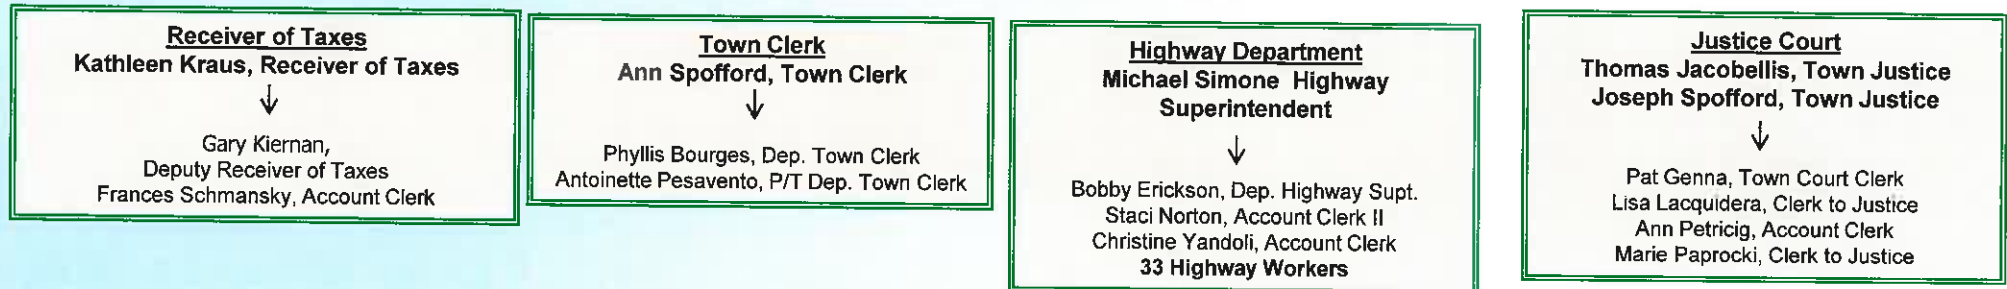 Receiver of Taxes
Kathleen Kraus, Receiver of Taxes
Gary Kiernan,
Deputy Receiver of Taxes
Frances Schmansky, Account Clerk
Town Clerk
Ann Spofford, Town Clerk
Phyllis Bourges, Dep. Town Clerk
Antoinette Pesavento, P/T Dep. Town Clerk
Highway Department
Michael Simone Highway
Superintendent
Bobby Erickson, Dep. Highway Supt.
Staci Norton, Account Clerk II
Christine Yandoli, Account Clerk
33 Highway Workers
Justice Court
Thomas Jacobellis, Town Justice
Joseph Spofford, Town Justice
Pat Genna, Town Court Clerk
Lisa Lacquidera, Clerk to Justice
Ann Petricig, Account Clerk
Marie Paprocki, Clerk to Justice